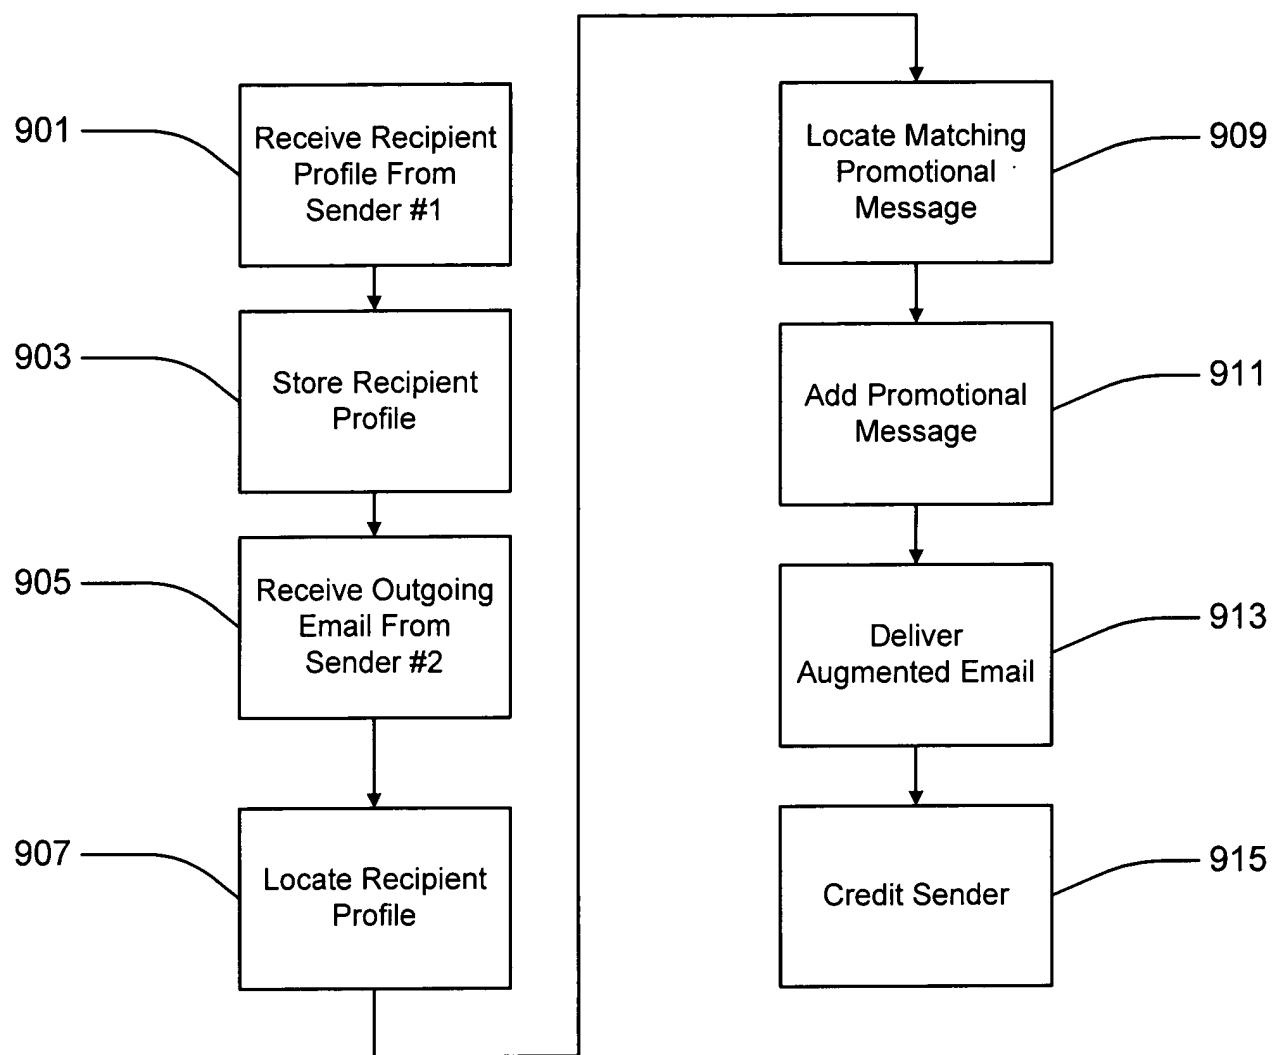 901
Receive Recipient
Profile From
Sender #1
903
Store Recipient
Profile
905
Receive Outgoing
Email From
Sender #2
907
Locate Recipient
Profile
Locate Matching
Promotional
Message
909
Add Promotional
Message
911
Deliver
Augmented Email
913
Credit Sender
915